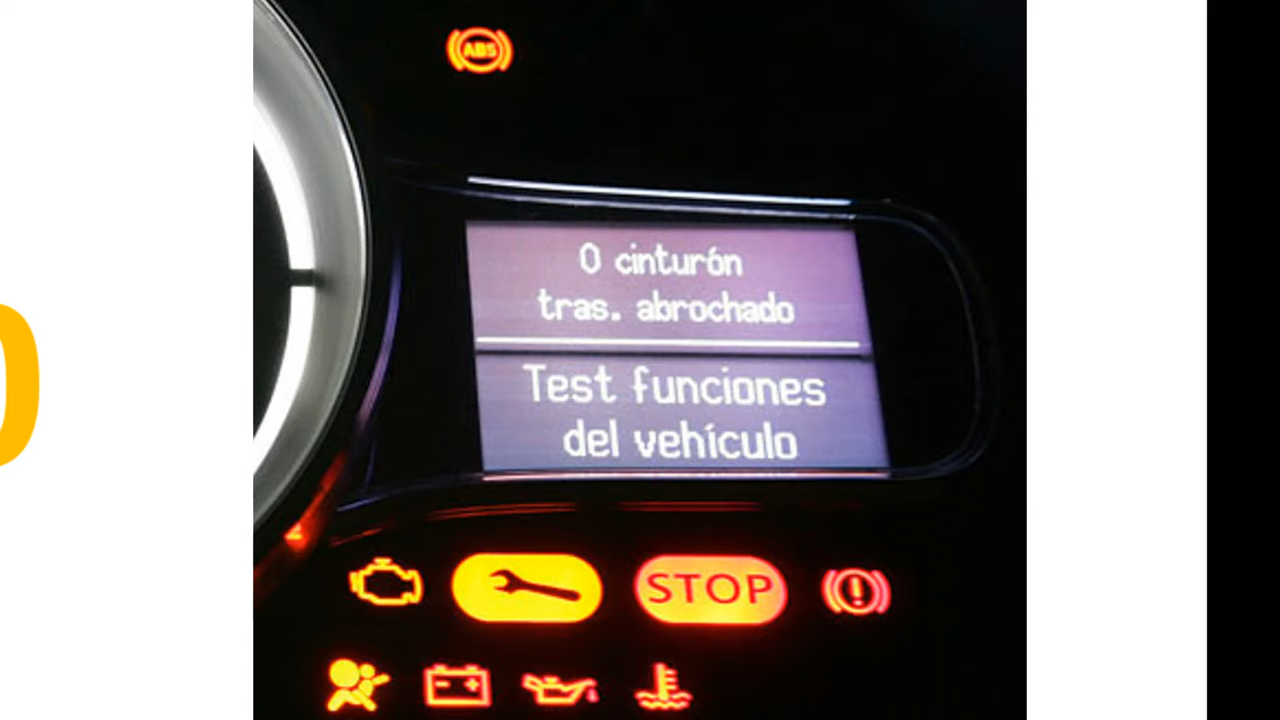 ABS
0 cinturón
tras. abrochado
Test funciones
del vehículo
STOP